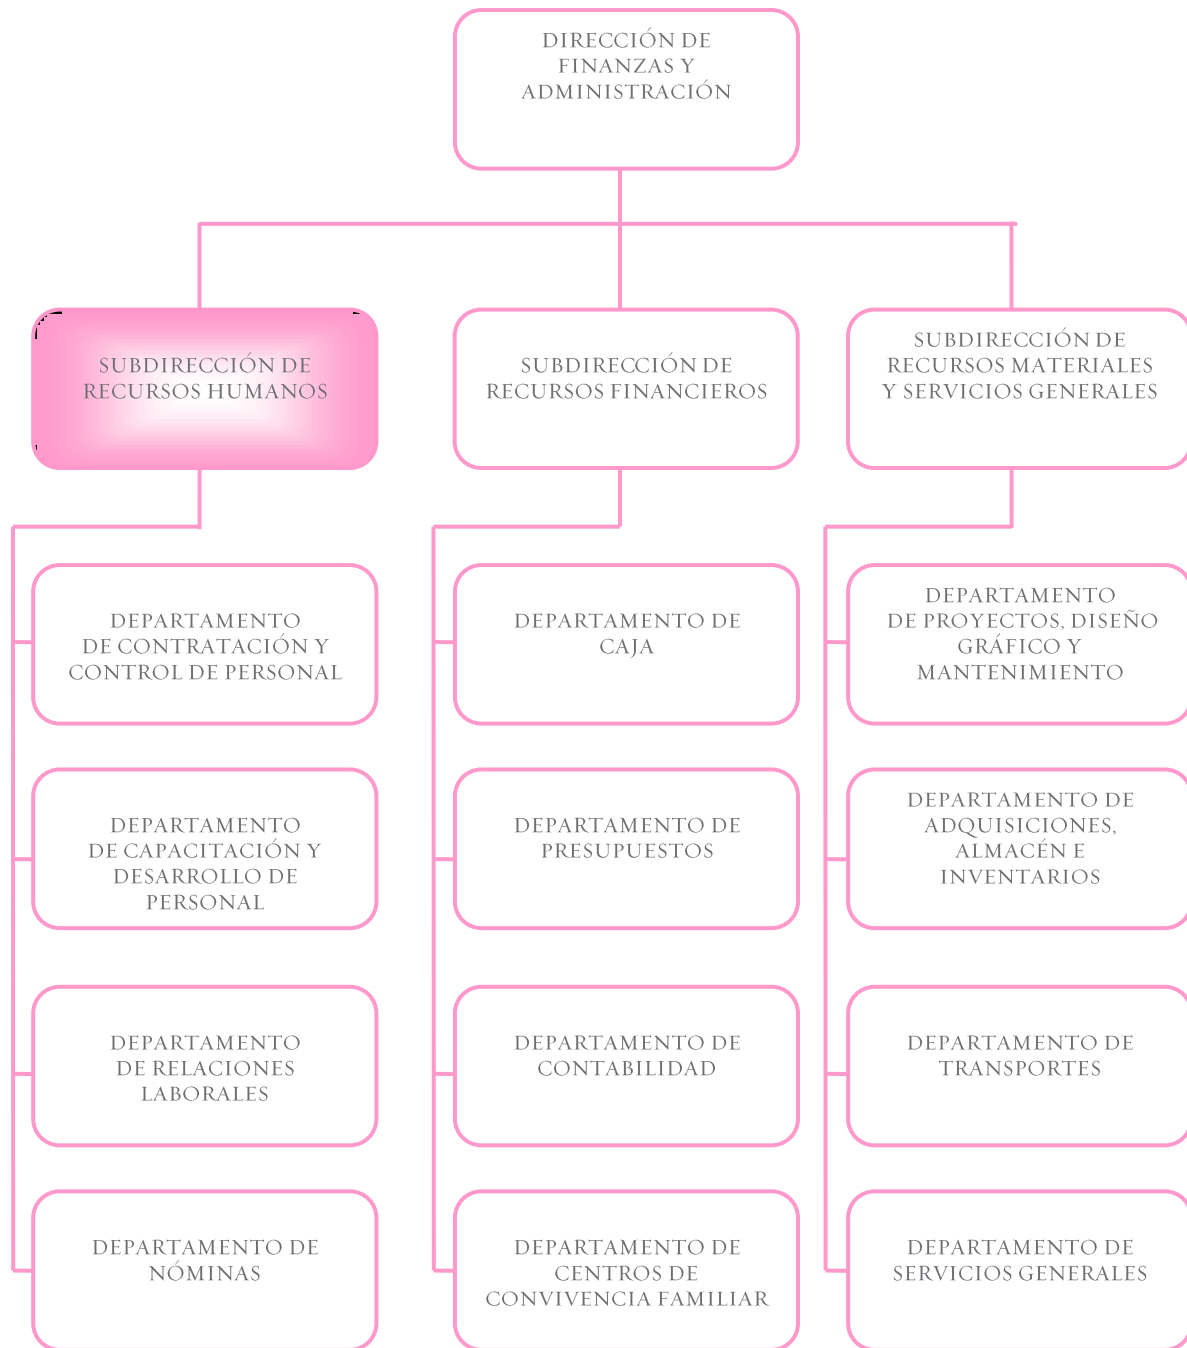 DIRECCIÓN DE
FINANZAS Y
ADMINISTRACIÓN
SUBDIRECCIÓN DE
RECURSOS HUMANOS
SUBDIRECCIÓN DE
RECURSOS FINANCIEROS
SUBDIRECCIÓN DE
RECURSOS MATERIALES
Y SERVICIOS GENERALES
DEPARTAMENTO
DE CONTRATACIÓN Y
CONTROL DE PERSONAL
DEPARTAMENTO DE
CAJA
DEPARTAMENTO
DE PROYECTOS, DISEÑO
GRÁFICO Y
MANTENIMIENTO
DEPARTAMENTO
DE CAPACITACIÓN Y
DESARROLLO DE
PERSONAL
DEPARTAMENTO DE
PRESUPUESTOS
DEPARTAMENTO DE
ADQUISICIONES,
ALMACÉN E
INVENTARIOS
DEPARTAMENTO
DE RELACIONES
LABORALES
DEPARTAMENTO DE
CONTABILIDAD
DEPARTAMENTO DE
TRANSPORTES
DEPARTAMENTO DE
NÓMINAS
DEPARTAMENTO DE
CENTROS DE
CONVIVENCIA FAMILIAR
DEPARTAMENTO DE
SERVICIOS GENERALES